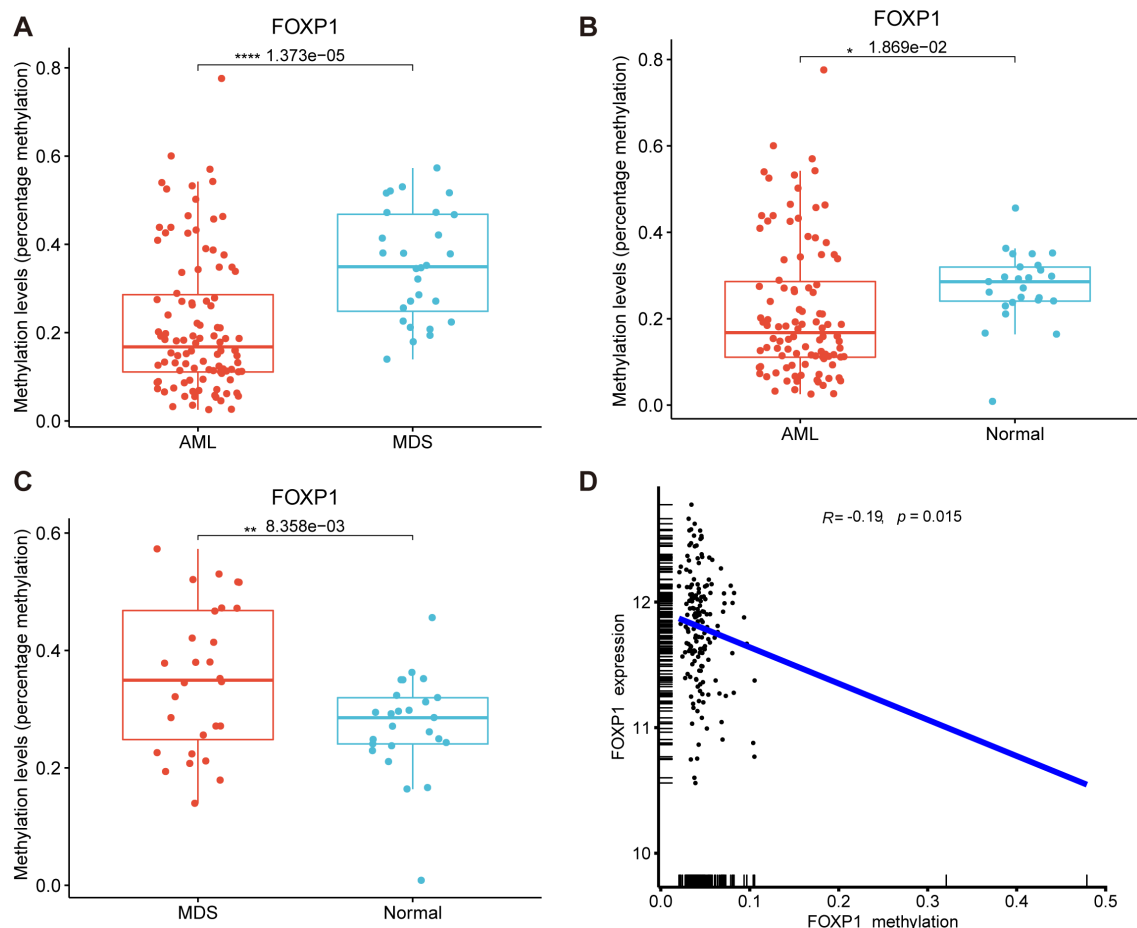 A
FOXP1
**** 1.373e−05
Methylation levels (percentage methylation)
0.8
0.6
0.4
0.2
0.0
AML
MDS
B
FOXP1
* 1.869e−02
Methylation levels (percentage methylation)
0.8
0.6
0.4
0.2
0.0
AML
Normal
C
FOXP1
** 8.358e−03
Methylation levels (percentage methylation)
0.6
0.4
0.2
0.0
MDS
Normal
D
R= -0.19, p = 0.015
FOXP1 expression
12
11
10
0.0
0.1
0.2
0.3
0.4
0.5
FOXP1 methylation